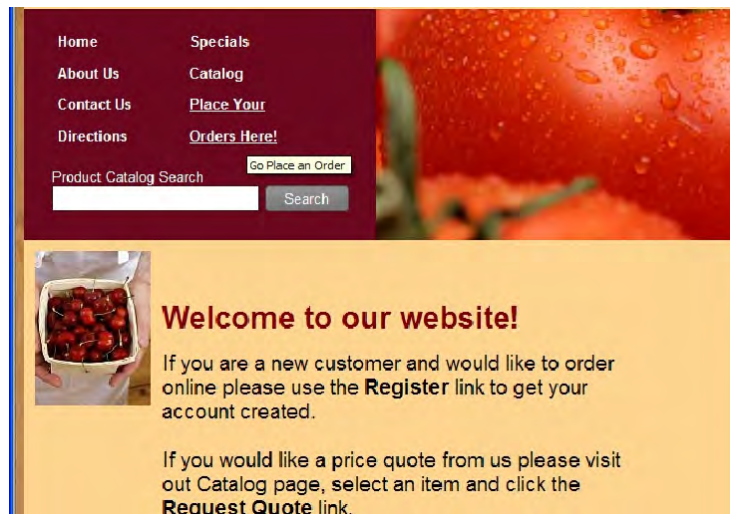 Home Specials
About Us Catalog
Contact Us Place Your
Directions Orders Here!
Go Place an Order
Product Catalog Search
Search
Welcome to our website!
If you are a new customer and would like to order
online please use the Register link to get your
account created.
If you would like a price quote from us please visit
out Catalog page, select an item and click the
Request Quote link.